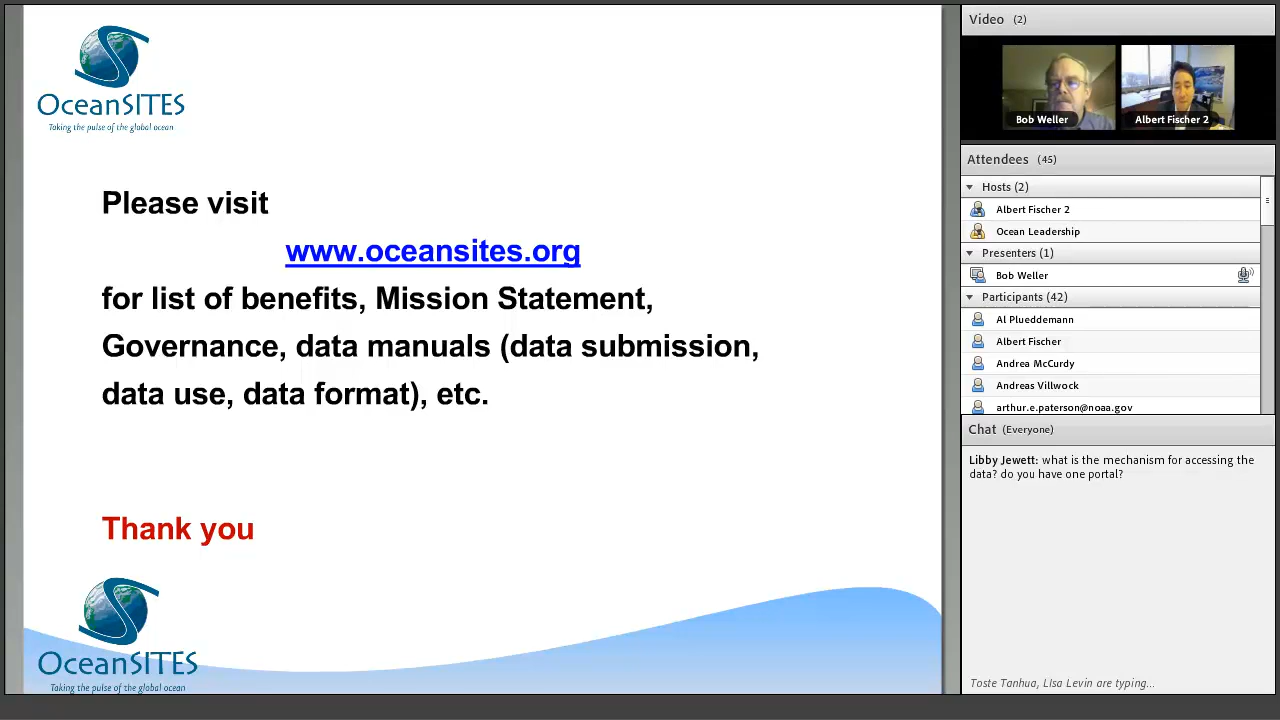 OceanSITES
Taking the pulse of the global ocean
Please visit
www.oceansites.org
for list of benefits, Mission Statement,
Governance, data manuals (data submission,
data use, data format), etc.
Thank you
OceanSITES
Taking the pulse of the global ocean
Video (2)
Bob Weller
Albert Fischer 2
Attendees (45)
Hosts (2)
Albert Fischer 2
Ocean Leadership
Presenters (1)
Bob Weller
Participants (42)
Al Plueddemann
Albert Fischer
Andrea McCurdy
Andreas Villwock
arthur.e.paterson@noaa.gov
Chat (Everyone)
Libby Jewett: what is the mechanism for accessing the
data? do you have one portal?
Toste Tanhua, LIsa Levin are typing...